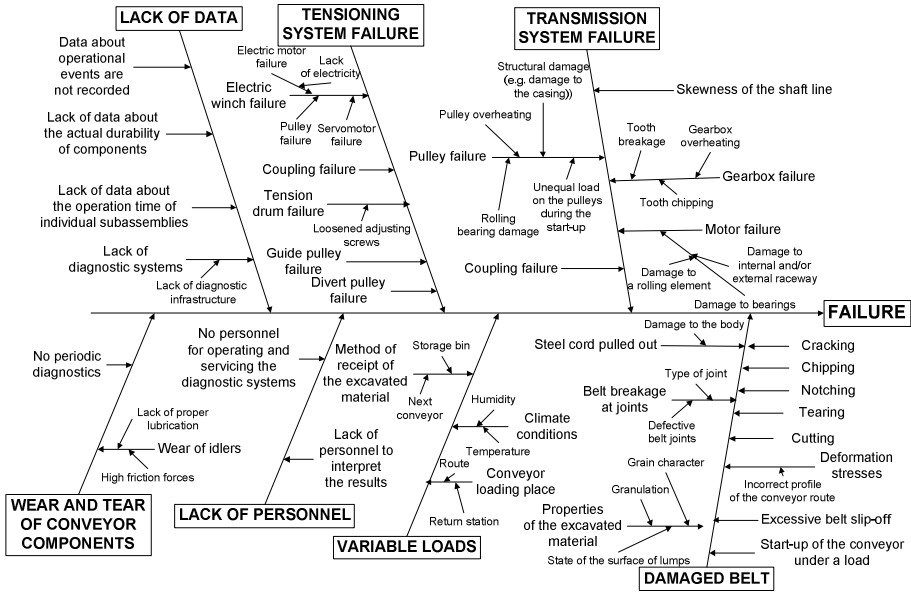 LACK OF DATA
Data about
operational
events are
not recorded
Lack of data about
the actual durability
of components
Lack of data about
the operation time of
individual subassemblies
Lack of
diagnostic systems
Lack of diagnostic
infrastructure
TENSIONING
SYSTEM FAILURE
Electric motor
failure
Lack
of electricity
Electric
winch failure
Pulley
failure
Servomotor
failure
Coupling failure
Tension
drum failure
Loosened adjusting
screws
Guide pulley
failure
Divert pulley
failure
TRANSMISSION
SYSTEM FAILURE
Structural damage
(e.g. damage to
the casing))
Pulley overheating
Pulley failure
Rolling
bearing damage
Unequal load
on the pulleys
during the
start-up
Coupling failure
Skewness of the shaft line
Tooth
breakage
Gearbox
overheating
Gearbox failure
Tooth chipping
Motor failure
Damage to
internal and/or
external raceway
Damage to
a rolling element
Damage to bearings
FAILURE
No periodic
diagnostics
Lack of proper
lubrication
Wear of idlers
High friction forces
WEAR AND TEAR
OF CONVEYOR
COMPONENTS
No personnel
for operating and
servicing the
diagnostic systems
Lack of
personnel to
interpret
the results
LACK OF PERSONNEL
Method of
receipt of
the excavated
material
Storage bin
Next
conveyor
Humidity
Climate
conditions
Temperature
Route
Conveyor
loading place
Return station
VARIABLE LOADS
Damage to the body
Steel cord pulled out
Type of joint
Belt breakage
at joints
Defective
belt joints
Grain character
Granulation
Properties
of the excavated
material
State of the surface of lumps
Cracking
Chipping
Notching
Tearing
Cutting
Deformation
stresses
Incorrect profile
of the conveyor route
Excessive belt slip-off
Start-up of the conveyor
under a load
DAMAGED BELT